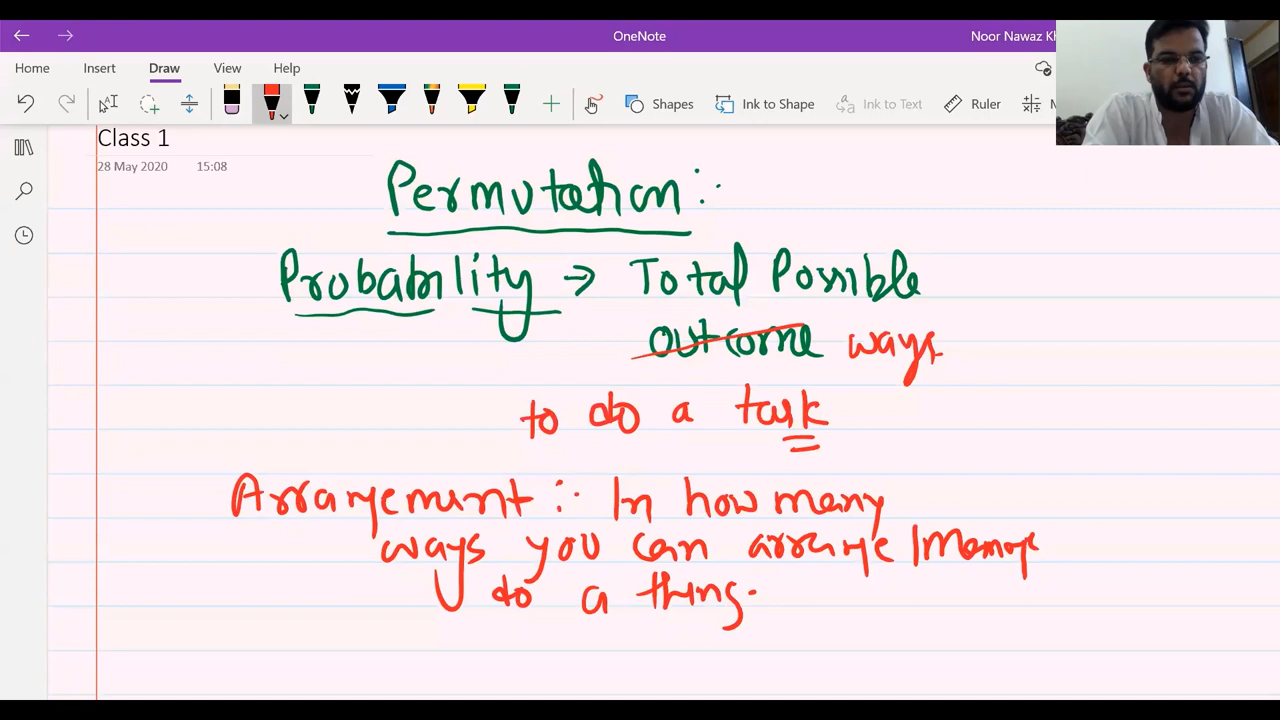 OneNote
Noor Nawaz Kh
Home Insert Draw View Help
Shapes Ink to Shape Ink to Text Ruler M
Class 1
28 May 2020 15:08
Permutation :-
Probability → Total Possible
outcome ways
to do a task
Arrangement :- In how many
ways you can arrange /
do a thing.